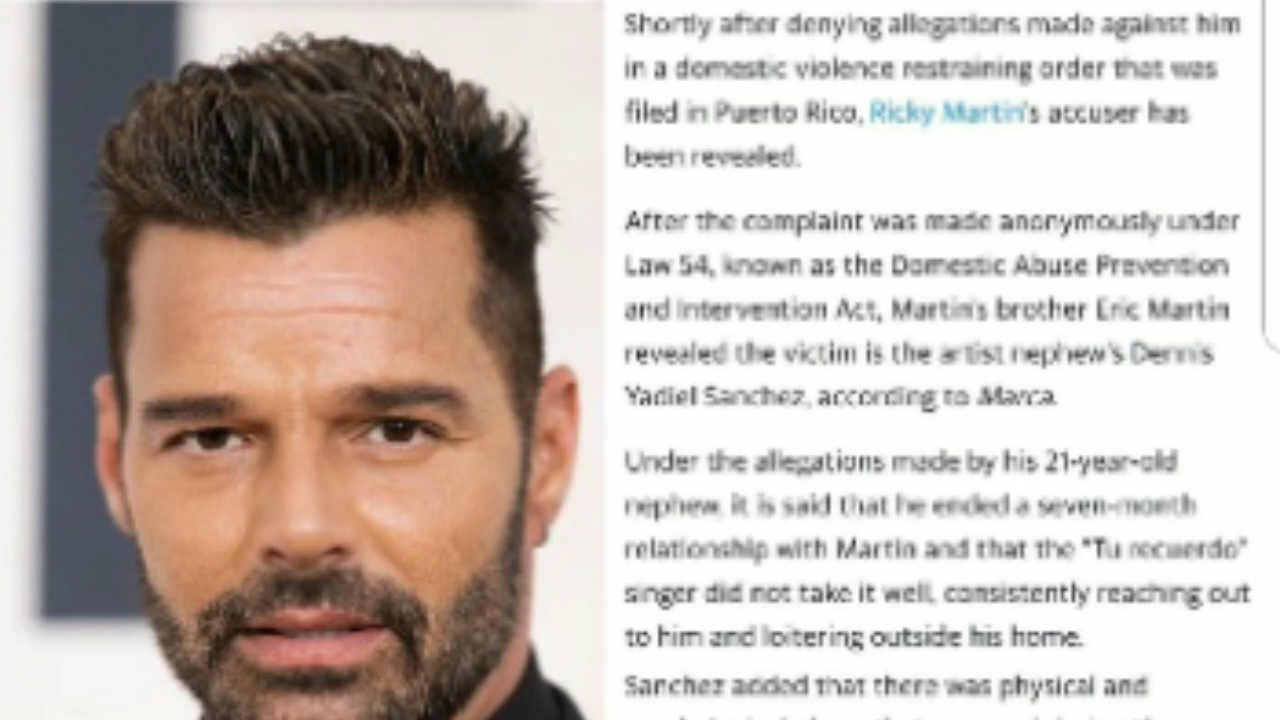 Shortly after denying allegations made against him
in a domestic violence restraining order that was
filed in Puerto Rico, Ricky Martin's accuser has
been revealed.
After the complaint was made anonymously under
Law 54, known as the Domestic Abuse Prevention
and Intervention Act, Martin's brother Eric Martin
revealed the victim is the artist nephew's Dennis
Yadiel Sanchez, according to Marca.
Under the allegations made by his 21-year-old
nephew, it is said that he ended a seven-month
relationship with Martin and that the "Tu recuerdo"
singer did not take it well, consistently reaching out
to him and loitering outside his home.
Sanchez added that there was physical and